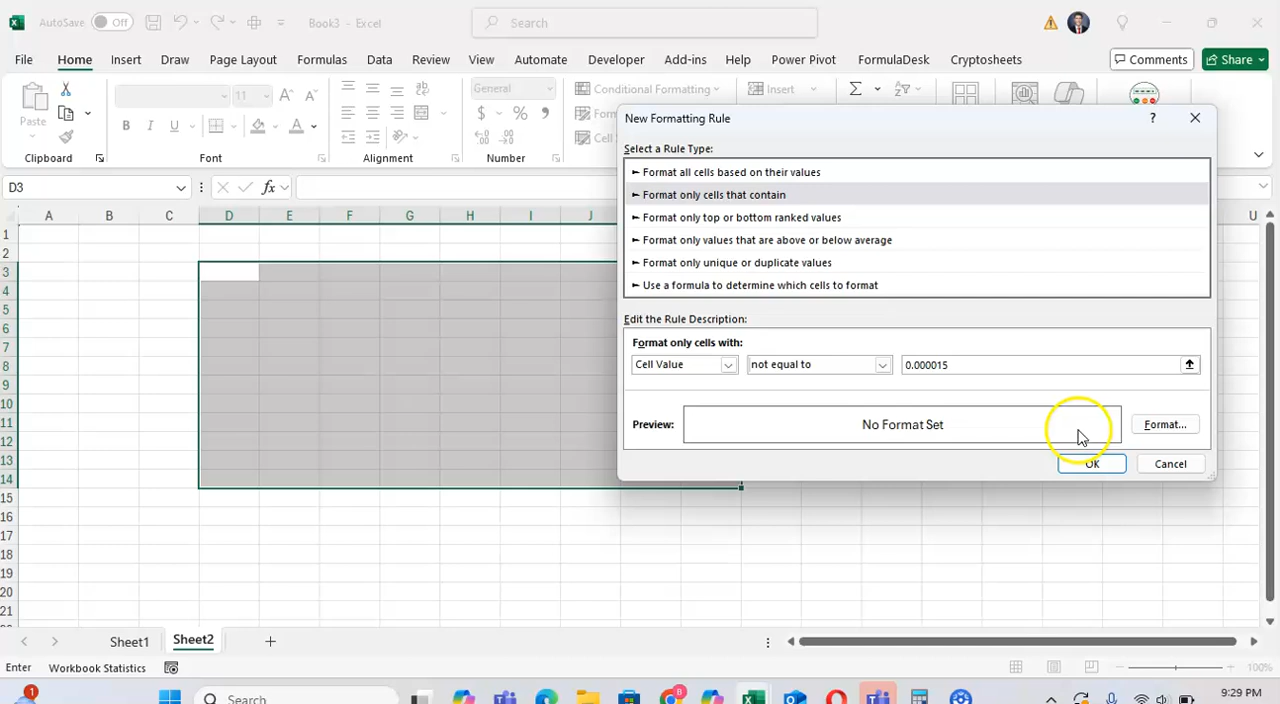 AutoSave Off Book3 - Excel Search
File Home Insert Draw Page Layout Formulas Data Review View Automate Developer Add-ins Help Power Pivot FormulaDesk Cryptosheets Comments Share
Paste 11 General Conditional Formatting Insert
B I U A $ % Form
Cell
Clipboard Font Alignment Number
D3 fx
New Formatting Rule ?
Select a Rule Type:
► Format all cells based on their values
► Format only cells that contain
► Format only top or bottom ranked values
► Format only values that are above or below average
► Format only unique or duplicate values
► Use a formula to determine which cells to format
Edit the Rule Description:
Format only cells with:
Cell Value not equal to 0.000015
Preview: No Format Set Format...
OK Cancel
A B C D E F G H I J U
1
2
3
4
5
6
7
8
9
10
11
12
13
14
15
16
17
18
19
20
21
Sheet1 Sheet2 +
Enter Workbook Statistics 100%
1 Search 8 9:29 PM